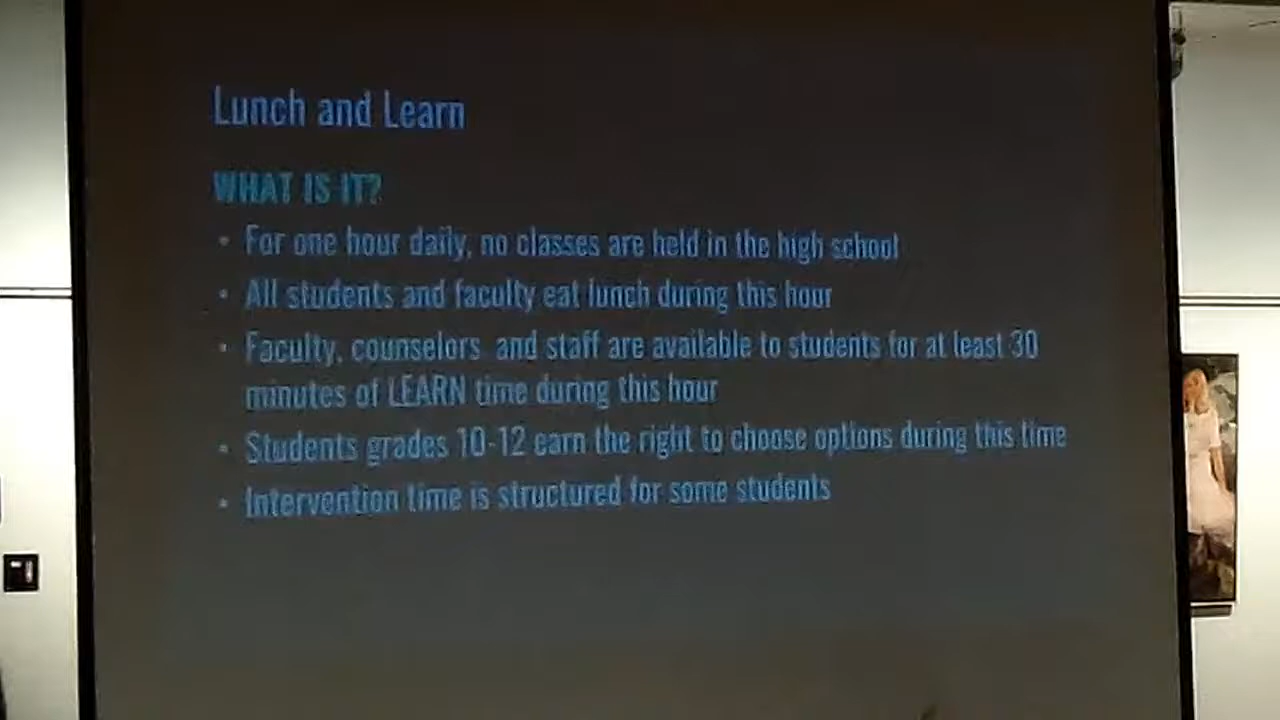 Lunch and Learn
WHAT IS IT?
• For one hour daily, no classes are held in the high school
• All students and faculty eat lunch during this hour
• Faculty, counselors and staff are available to students for at least 30
minutes of LEARN time during this hour
• Students grades 10-12 earn the right to choose options during this time
• Intervention time is structured for some students